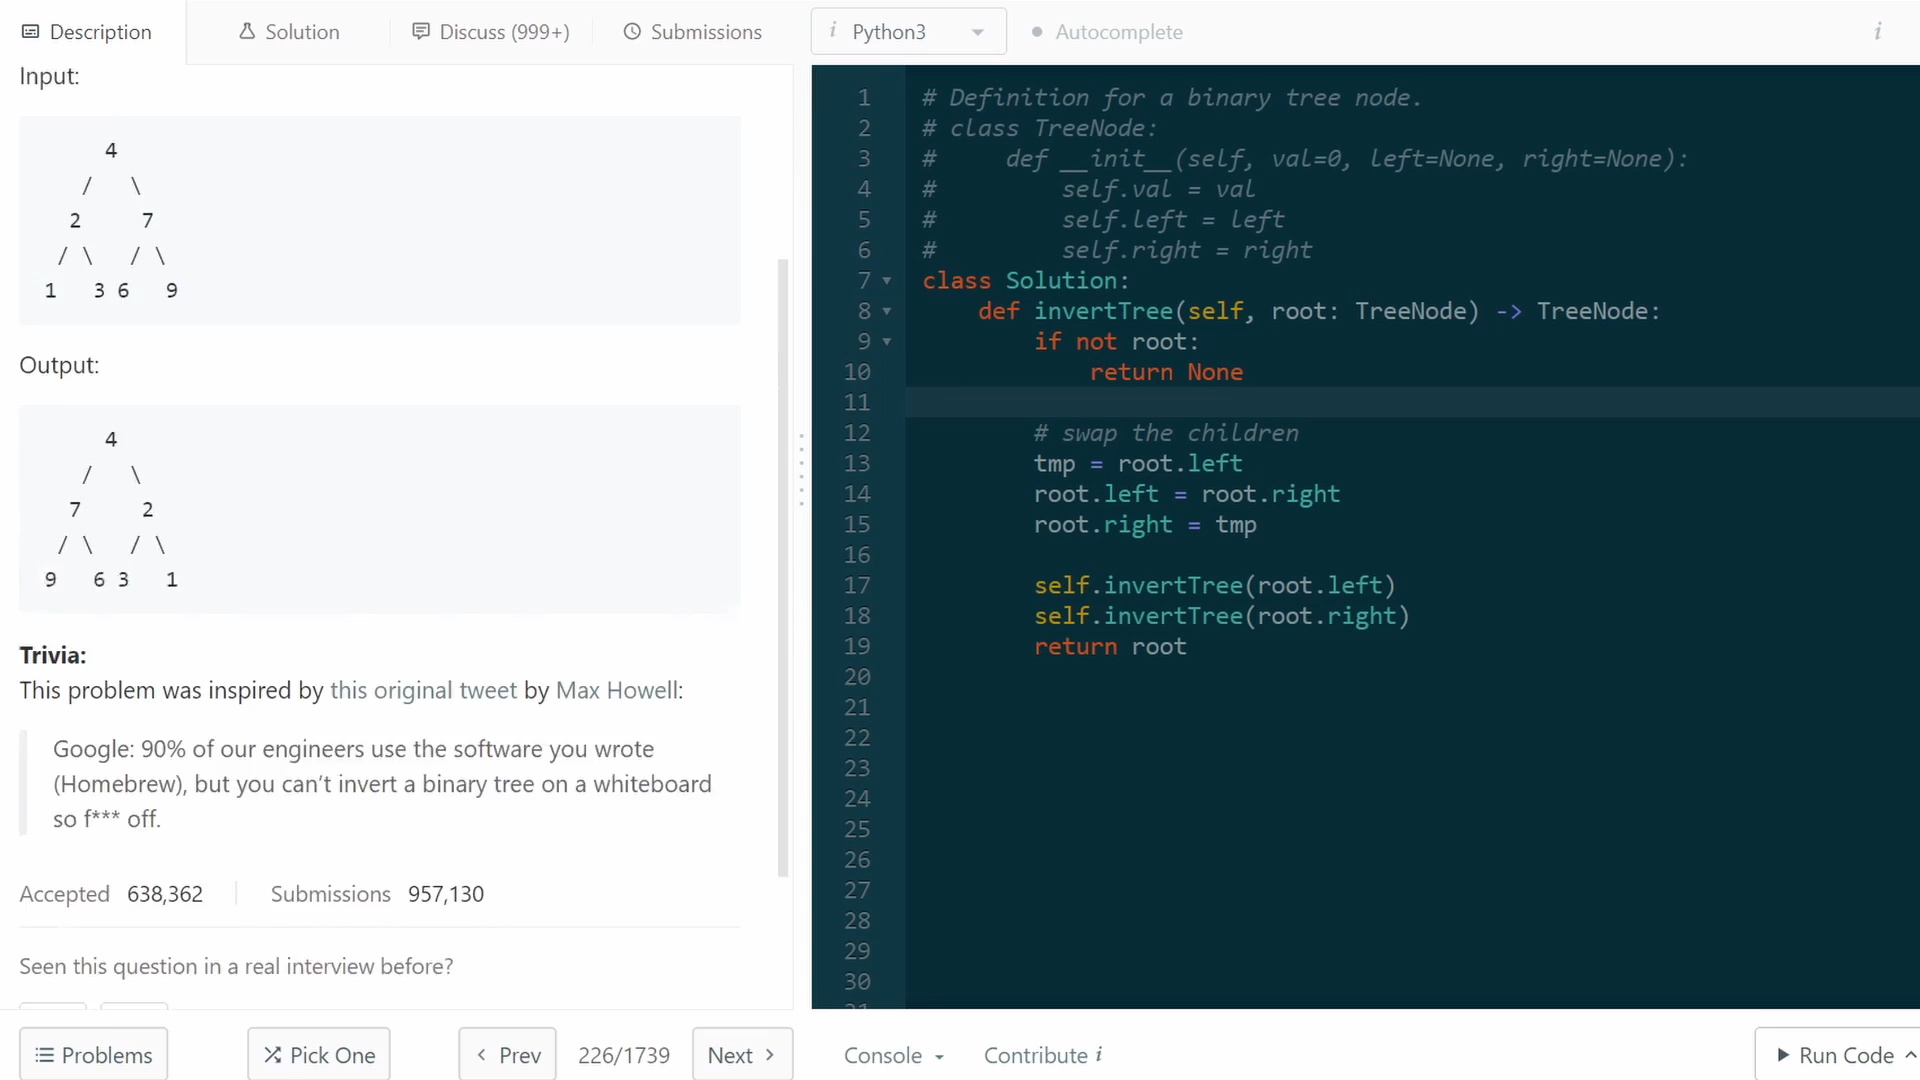 Description
Solution
Discuss (999+)
Submissions
i Python3
Autocomplete
i
Input:
4
/ \
2 7
/ \ / \
1 3 6 9
Output:
4
/ \
7 2
/ \ / \
9 6 3 1
Trivia:
This problem was inspired by this original tweet by Max Howell:
Google: 90% of our engineers use the software you wrote
(Homebrew), but you can’t invert a binary tree on a whiteboard
so f*** off.
Accepted 638,362 Submissions 957,130
Seen this question in a real interview before?
Problems
Pick One
Prev
226/1739
Next
1 # Definition for a binary tree node.
2 # class TreeNode:
3 #     def __init__(self, val=0, left=None, right=None):
4 #         self.val = val
5 #         self.left = left
6 #         self.right = right
7 class Solution:
8     def invertTree(self, root: TreeNode) -> TreeNode:
9         if not root:
10             return None
11
12         # swap the children
13         tmp = root.left
14         root.left = root.right
15         root.right = tmp
16
17         self.invertTree(root.left)
18         self.invertTree(root.right)
19         return root
20
21
22
23
24
25
26
27
28
29
30
Console
Contribute i
Run Code